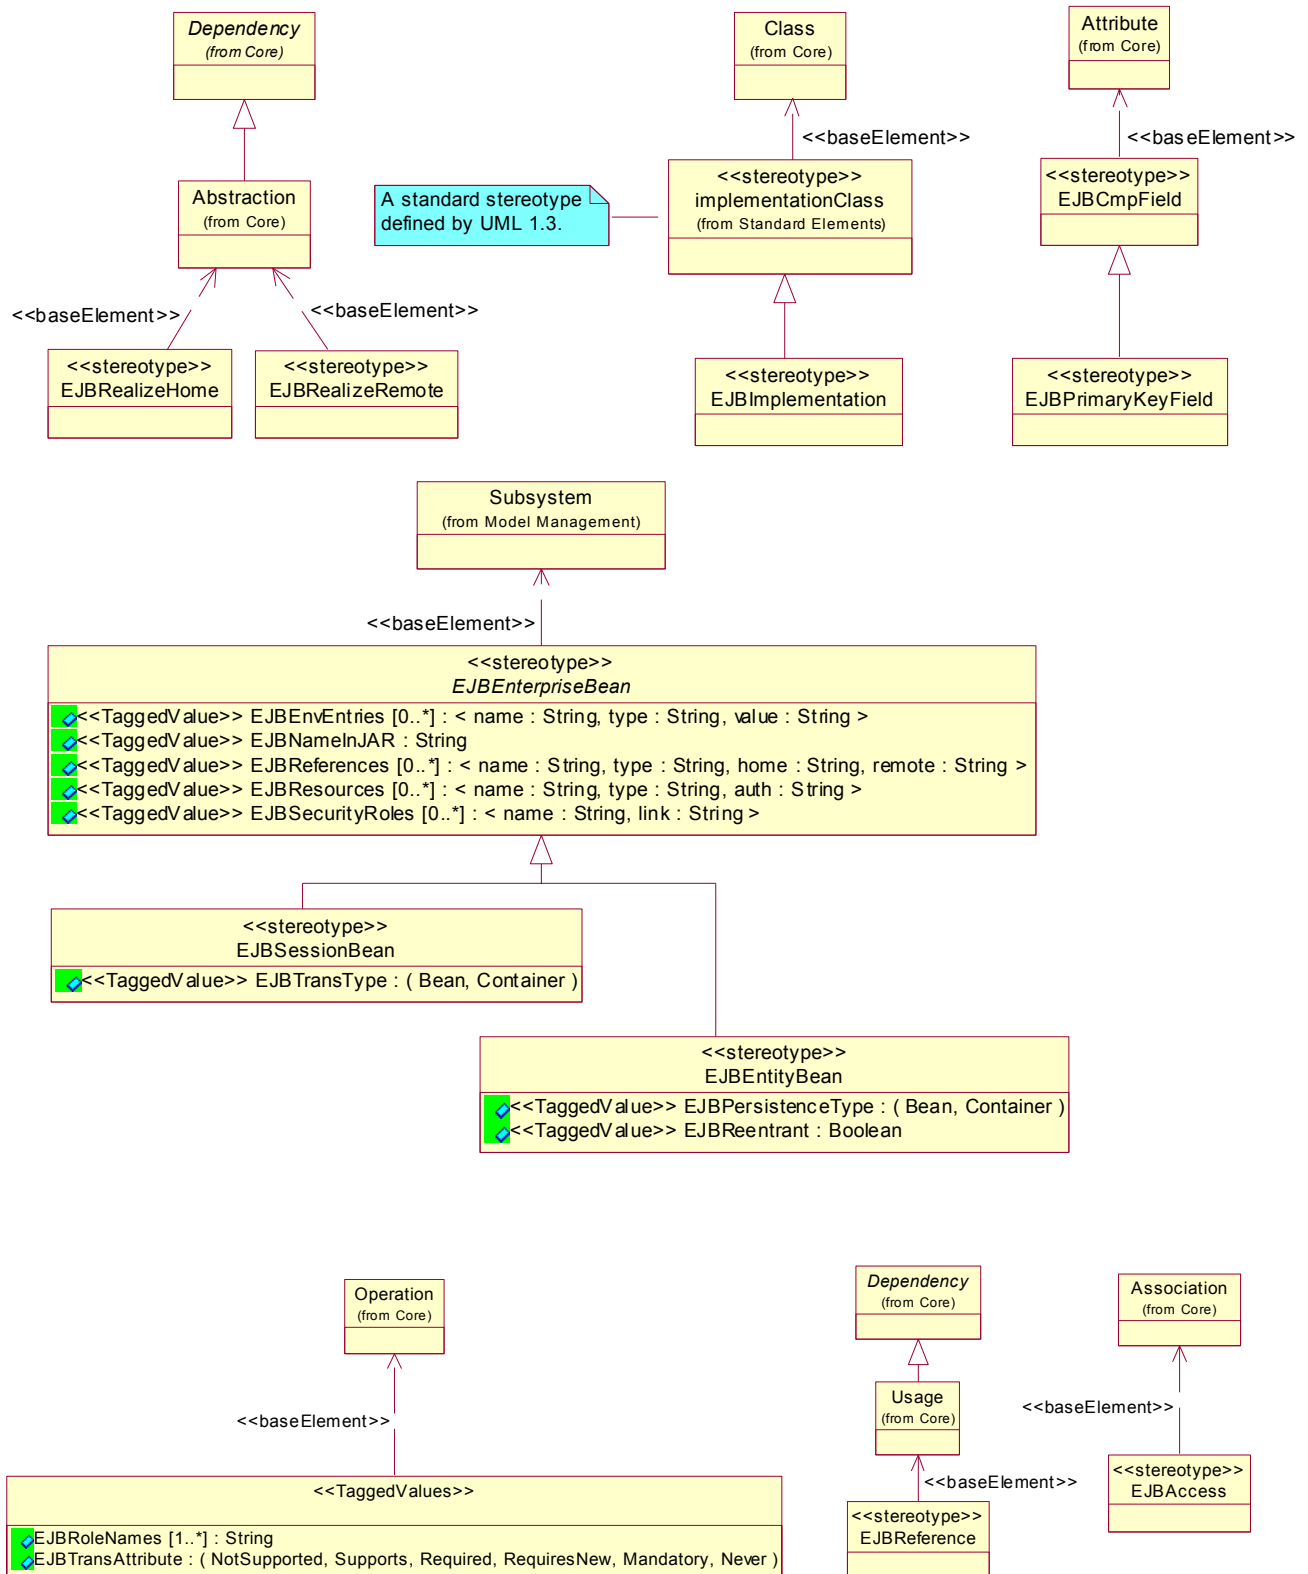 Dependency
(from Core)
Class
(from Core)
Attribute
(from Core)
<<baseElement>>
<<baseElement>>
Abstraction
(from Core)
A standard stereotype
defined by UML 1.3.
<<stereotype>>
implementationClass
(from Standard Elements)
<<stereotype>>
EJBCmpField
<<baseElement>>
<<baseElement>>
<<stereotype>>
EJBRealizeHome
<<stereotype>>
EJBRealizeRemote
<<stereotype>>
EJBImplementation
<<stereotype>>
EJBPrimaryKeyField
Subsystem
(from Model Management)
<<baseElement>>
<<stereotype>>
EJBEnterpriseBean
<<TaggedValue>> EJBEnvEntries [0..*] : < name : String, type : String, value : String >
<<TaggedValue>> EJBNameInJAR : String
<<TaggedValue>> EJBReferences [0..*] : < name : String, type : String, home : String, remote : String >
<<TaggedValue>> EJBResources [0..*] : < name : String, type : String, auth : String >
<<TaggedValue>> EJBSecurityRoles [0..*] : < name : String, link : String >
<<stereotype>>
EJBSessionBean
<<TaggedValue>> EJBTransType : ( Bean, Container )
<<stereotype>>
EJBEntityBean
<<TaggedValue>> EJBPersistenceType : ( Bean, Container )
<<TaggedValue>> EJBReentrant : Boolean
Operation
(from Core)
Dependency
(from Core)
Association
(from Core)
<<baseElement>>
Usage
(from Core)
<<baseElement>>
<<baseElement>>
<<TaggedValues>>
EJBRoleNames [1..*] : String
EJBTransAttribute : ( NotSupported, Supports, Required, RequiresNew, Mandatory, Never )
<<stereotype>>
EJBReference
<<stereotype>>
EJBAccess